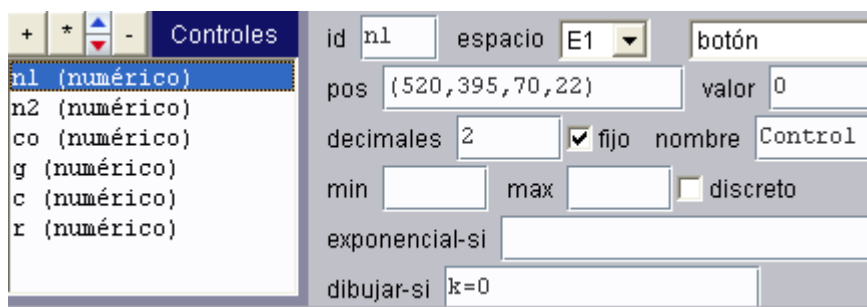 + * - Controles
n1 (numérico)
n2 (numérico)
co (numérico)
g (numérico)
c (numérico)
r (numérico)
id n1 espacio E1 botón
pos (520,395,70,22) valor 0
decimales 2 fijo nombre Control
min max discreto
exponencial-si
dibujar-si k=0